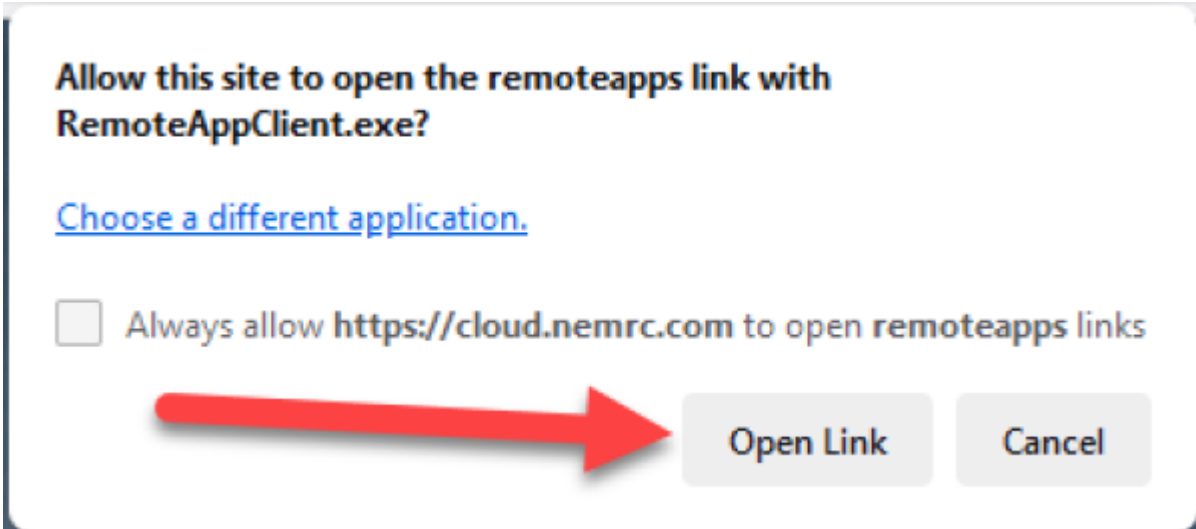 Allow this site to open the remoteapps link with
RemoteAppClient.exe?
Choose a different application.
Always allow https://cloud.nemrc.com to open remoteapps links
Open Link
Cancel